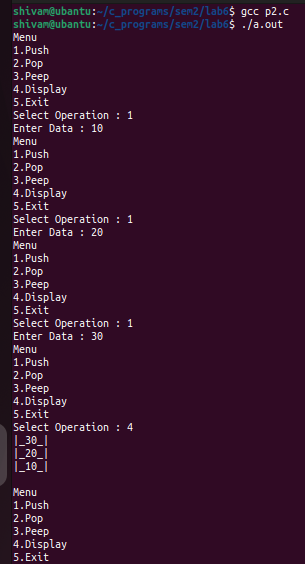 shivam@ubuntu:~/c_programs/sem2/lab6$ gcc p2.c
shivam@ubuntu:~/c_programs/sem2/lab6$ ./a.out
Menu
1.Push
2.Pop
3.Peep
4.Display
5.Exit
Select Operation : 1
Enter Data : 10
Menu
1.Push
2.Pop
3.Peep
4.Display
5.Exit
Select Operation : 1
Enter Data : 20
Menu
1.Push
2.Pop
3.Peep
4.Display
5.Exit
Select Operation : 1
Enter Data : 30
Menu
1.Push
2.Pop
3.Peep
4.Display
5.Exit
Select Operation : 4
|_30_|
|_20_|
|_10_|
Menu
1.Push
2.Pop
3.Peep
4.Display
5.Exit